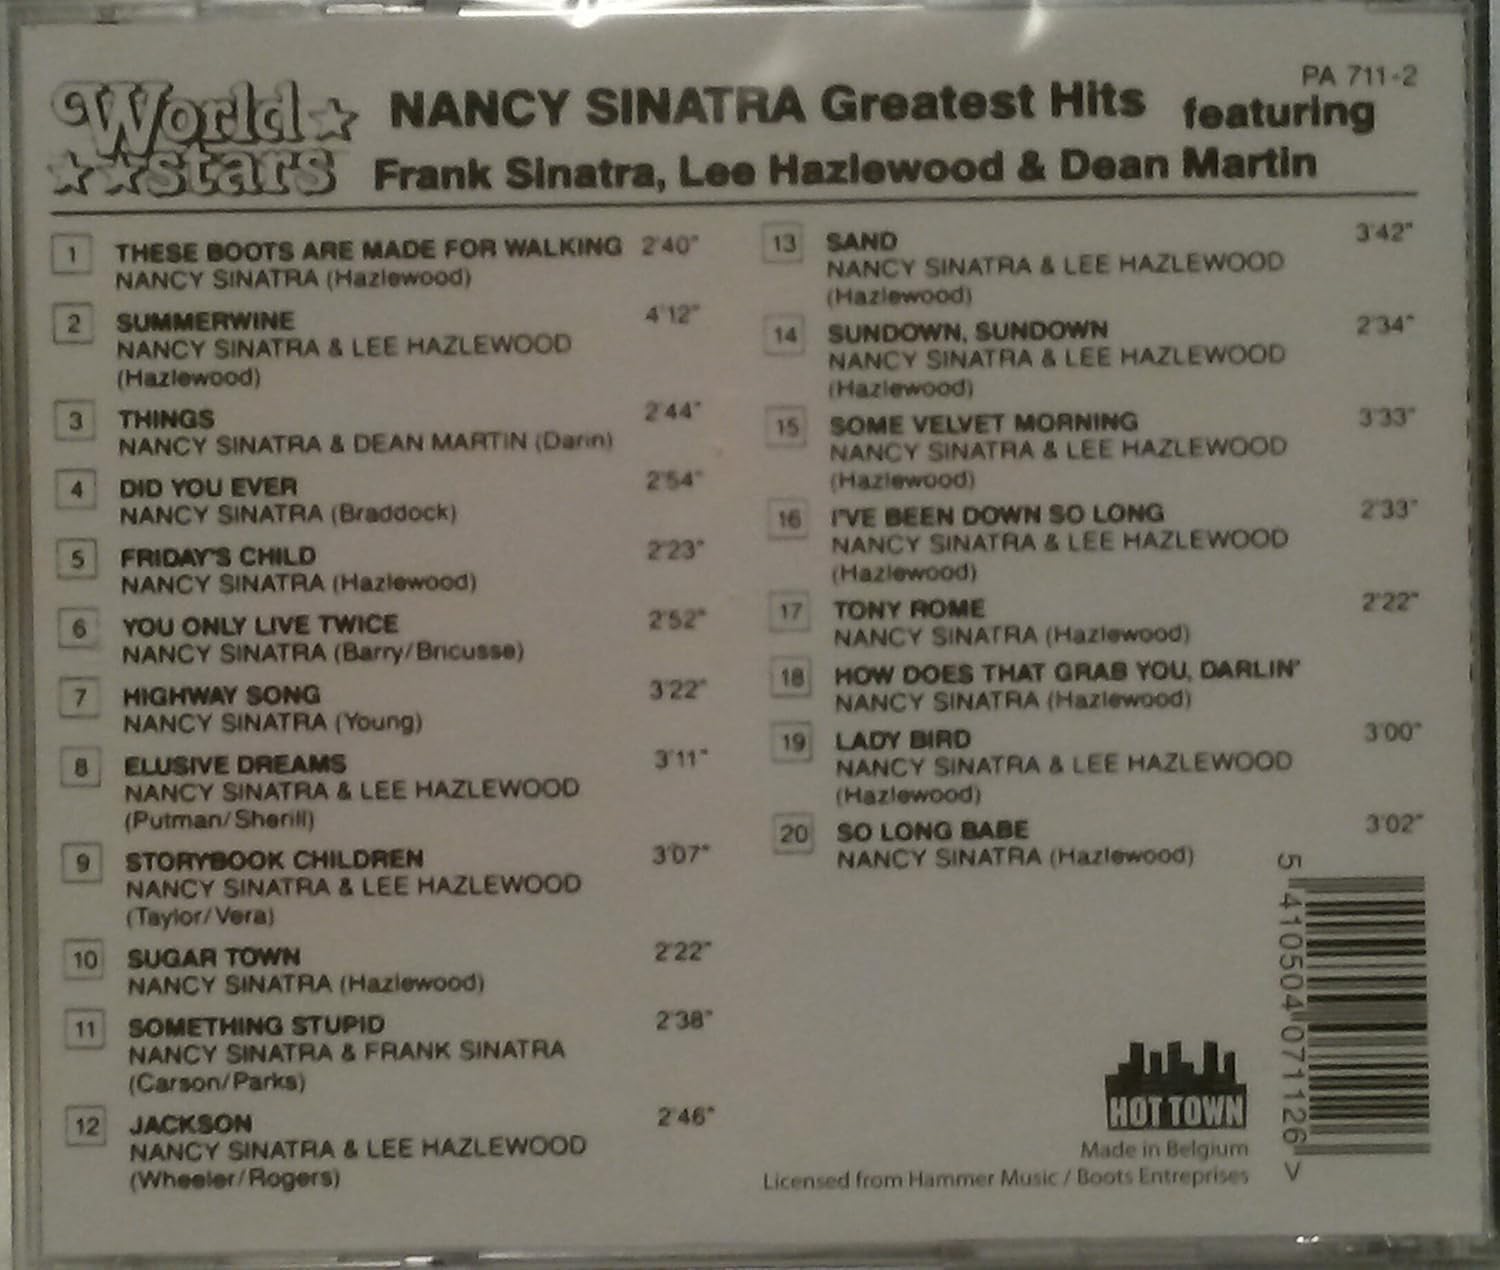 World
stars
NANCY SINATRA Greatest Hits featuring
PA 711-2
Frank Sinatra, Lee Hazlewood & Dean Martin
1 THESE BOOTS ARE MADE FOR WALKING 2'40"
NANCY SINATRA (Hazlewood)
2 SUMMERWINE 4'12"
NANCY SINATRA & LEE HAZLEWOOD
(Hazlewood)
3 THINGS 2'44"
NANCY SINATRA & DEAN MARTIN (Darin)
4 DID YOU EVER 2'54"
NANCY SINATRA (Braddock)
5 FRIDAY'S CHILD 2'23"
NANCY SINATRA (Hazlewood)
6 YOU ONLY LIVE TWICE 2'52"
NANCY SINATRA (Barry/Bricusse)
7 HIGHWAY SONG 3'22"
NANCY SINATRA (Young)
8 ELUSIVE DREAMS 3'11"
NANCY SINATRA & LEE HAZLEWOOD
(Putman/Sherill)
9 STORYBOOK CHILDREN 3'07"
NANCY SINATRA & LEE HAZLEWOOD
(Taylor/Vera)
10 SUGAR TOWN 2'22"
NANCY SINATRA (Hazlewood)
11 SOMETHING STUPID 2'38"
NANCY SINATRA & FRANK SINATRA
(Carson/Parks)
12 JACKSON 2'46"
NANCY SINATRA & LEE HAZLEWOOD
(Wheeler/Rogers)
13 SAND 3'42"
NANCY SINATRA & LEE HAZLEWOOD
(Hazlewood)
14 SUNDOWN, SUNDOWN 2'34"
NANCY SINATRA & LEE HAZLEWOOD
(Hazlewood)
15 SOME VELVET MORNING 3'33"
NANCY SINATRA & LEE HAZLEWOOD
(Hazlewood)
16 I'VE BEEN DOWN SO LONG 2'33"
NANCY SINATRA & LEE HAZLEWOOD
(Hazlewood)
17 TONY ROME 2'22"
NANCY SINATRA (Hazlewood)
18 HOW DOES THAT GRAB YOU, DARLIN'
NANCY SINATRA (Hazlewood)
19 LADY BIRD 3'00"
NANCY SINATRA & LEE HAZLEWOOD
(Hazlewood)
20 SO LONG BABE 3'02"
NANCY SINATRA (Hazlewood)
5 410504 071126 >
HOT TOWN
Made in Belgium
Licensed from Hammer Music / Boots Entreprises